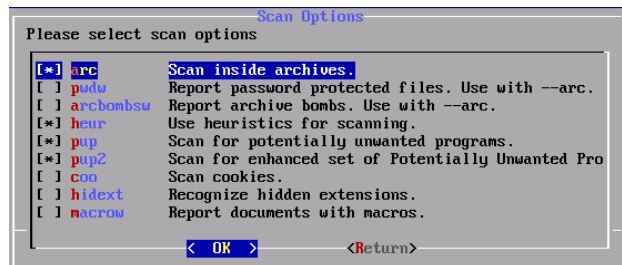 Scan Options
Please select scan options
[*] arc Scan inside archives.
[ ] pwdw Report password protected files. Use with --arc.
[ ] arcbombsw Report archive bombs. Use with --arc.
[*] heur Use heuristics for scanning.
[*] pup Scan for potentially unwanted programs.
[*] pup2 Scan for enhanced set of Potentially Unwanted Pro
[ ] coo Scan cookies.
[ ] hidext Recognize hidden extensions.
[ ] macrow Report documents with macros.
< OK > <Return>